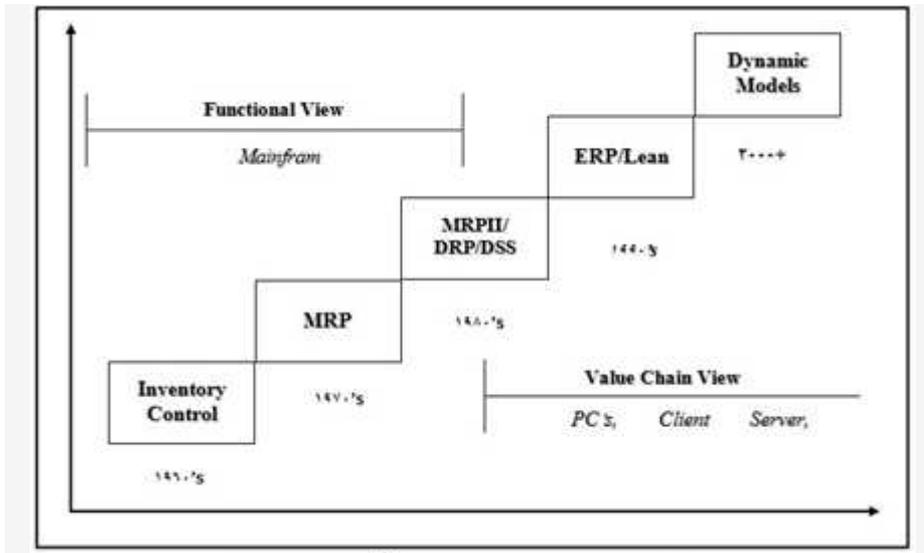 Dynamic
Models
Functional View
Mainfram
ERP/Lean
۲۰۰۰+
MRPII/
DRP/DSS
۱۹۹۰'s
MRP
۱۹۸۰'s
Inventory
Control
۱۹۷۰'s
Value Chain View
PC's, Client Server,
۱۹۶۰'s